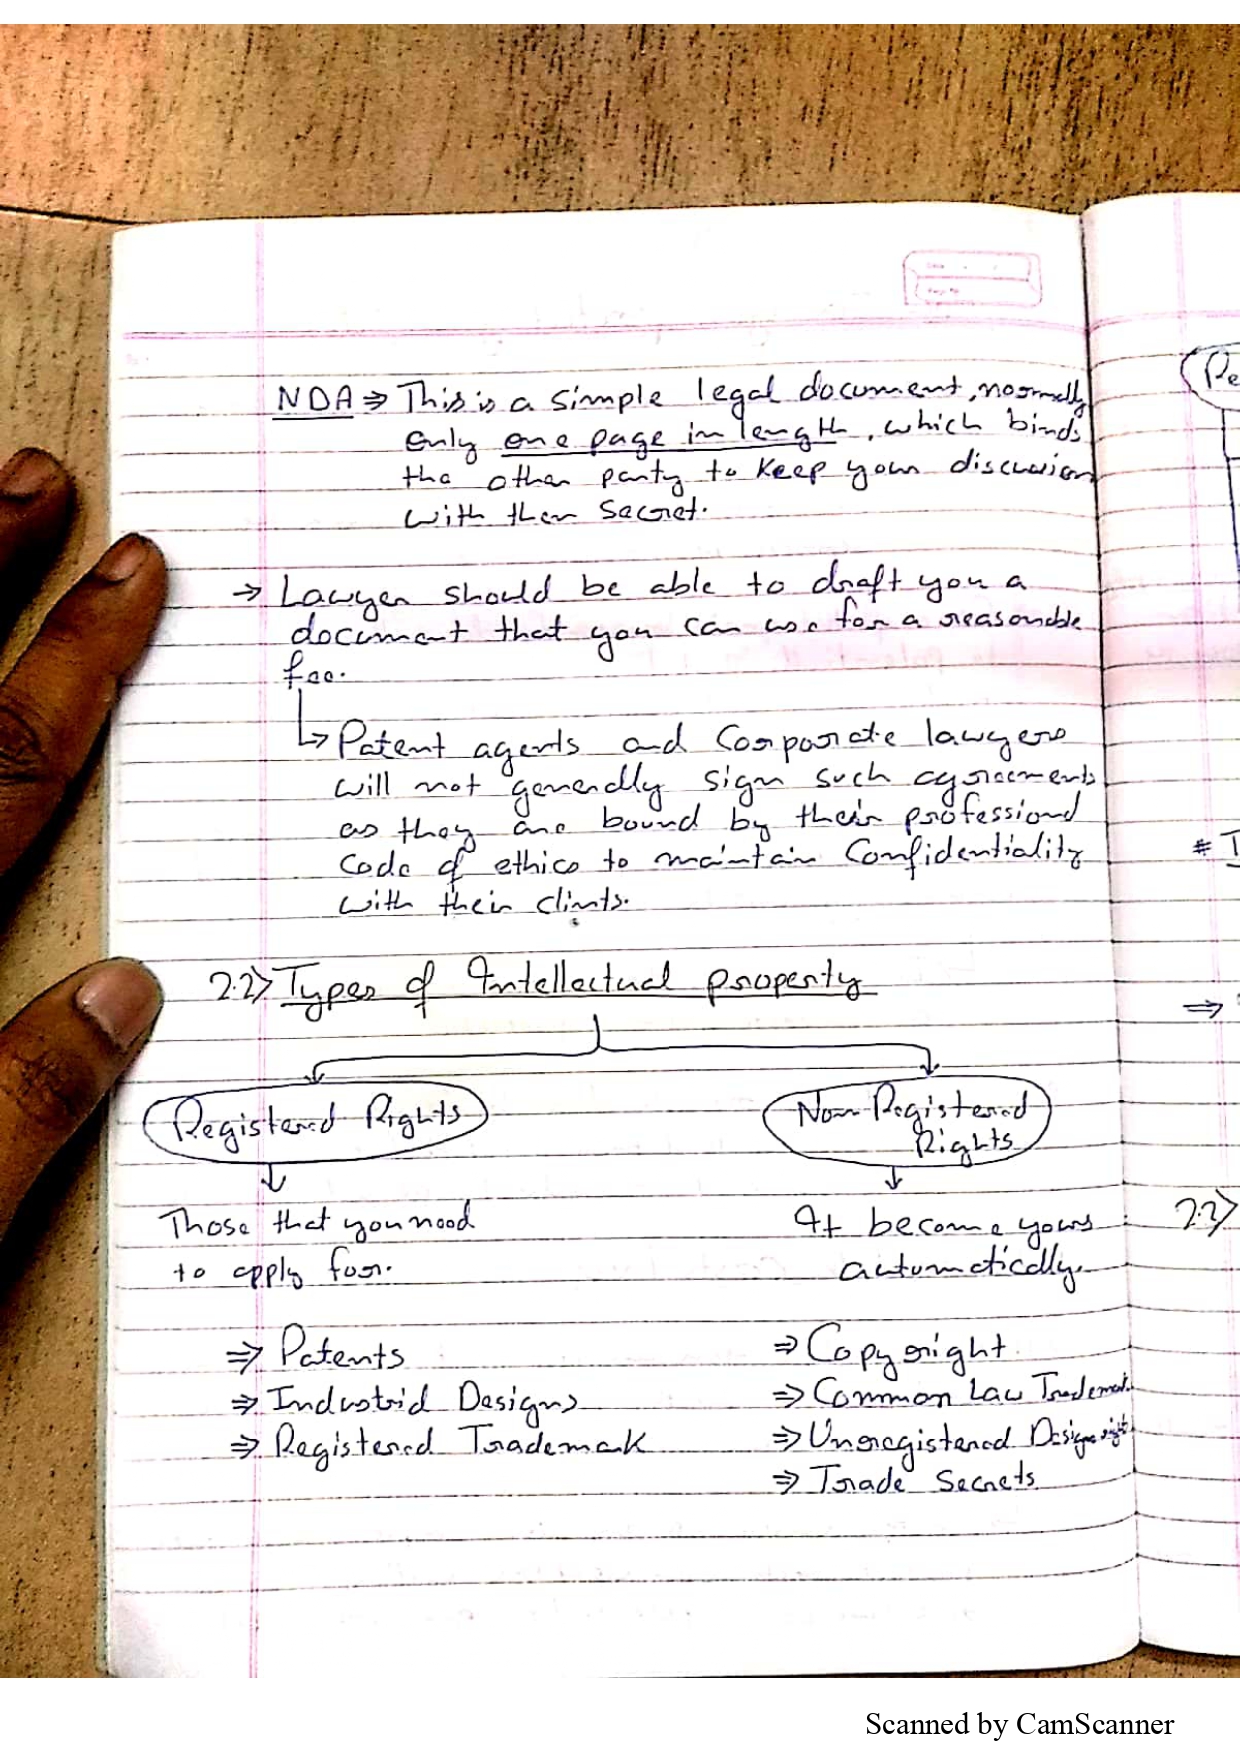 NDA ⇒ This is a simple legal document, normally
only one page in length, which binds
the other party to keep your discussion
with them secret.
→ Lawyer should be able to draft you a
document that you can use for a reasonable
fee.
↳ Patent agents and Corporate lawyers
will not generally sign such agreements
as they are bound by their professional
Code of ethics to maintain Confidentiality
with their clients.
2.2> Types of Intellectual property
Registered Rights
Non-Registered
Rights
Those that you need
to apply for.
It become yours
automatically.
⇒ Patents
⇒ Industrial Designs
⇒ Registered Trademark
⇒ Copyright
⇒ Common Law Trademark
⇒ Unregistered Designs right
⇒ Trade Secrets
Scanned by CamScanner